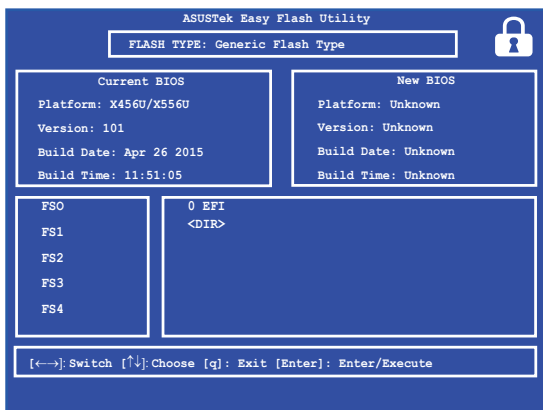 ASUSTek Easy Flash Utility
FLASH TYPE: Generic Flash Type
Current BIOS
Platform: X456U/X556U
Version: 101
Build Date: Apr 26 2015
Build Time: 11:51:05
New BIOS
Platform: Unknown
Version: Unknown
Build Date: Unknown
Build Time: Unknown
FSO
FS1
FS2
FS3
FS4
0 EFI
<DIR>
[←→]: Switch [↑↓]: Choose [q]: Exit [Enter]: Enter/Execute